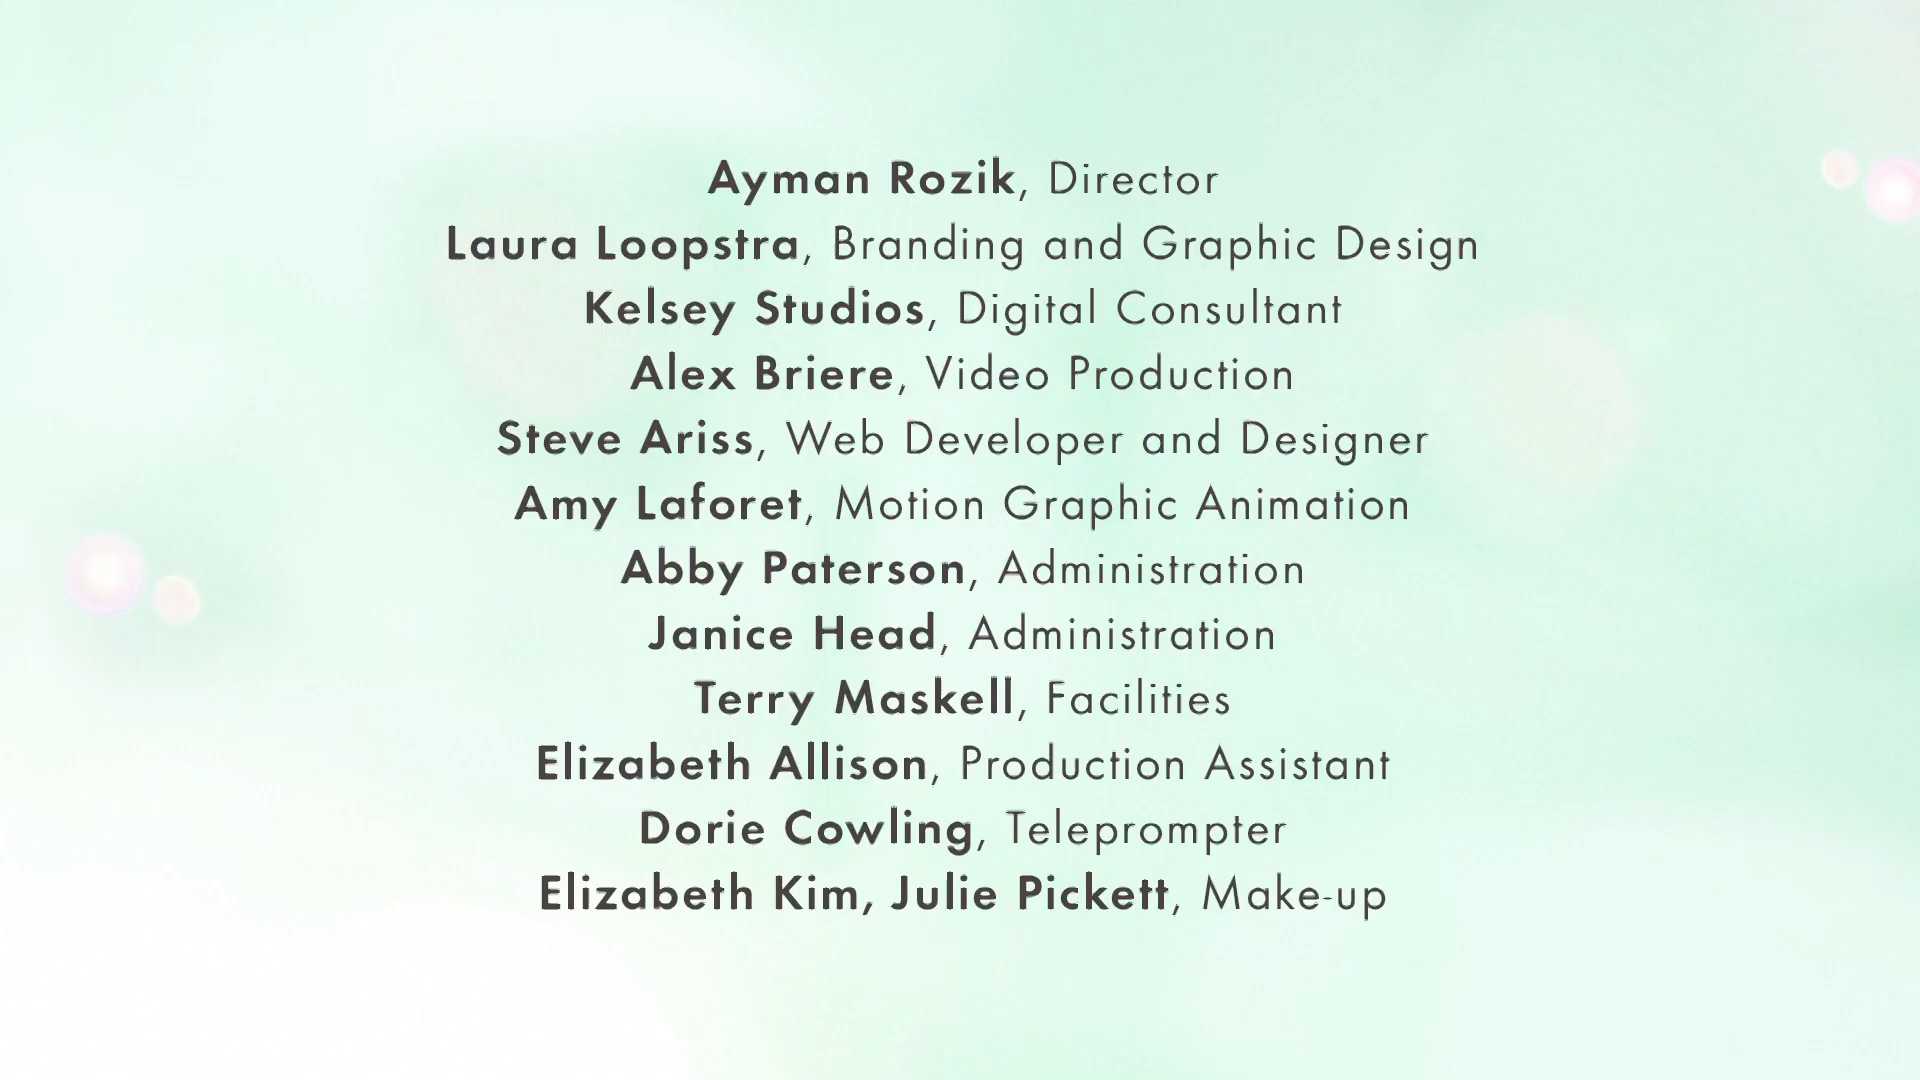 Ayman Rozik, Director
Laura Loopstra, Branding and Graphic Design
Kelsey Studios, Digital Consultant
Alex Briere, Video Production
Steve Ariss, Web Developer and Designer
Amy Laforet, Motion Graphic Animation
Abby Paterson, Administration
Janice Head, Administration
Terry Maskell, Facilities
Elizabeth Allison, Production Assistant
Dorie Cowling, Teleprompter
Elizabeth Kim, Julie Pickett, Make-up